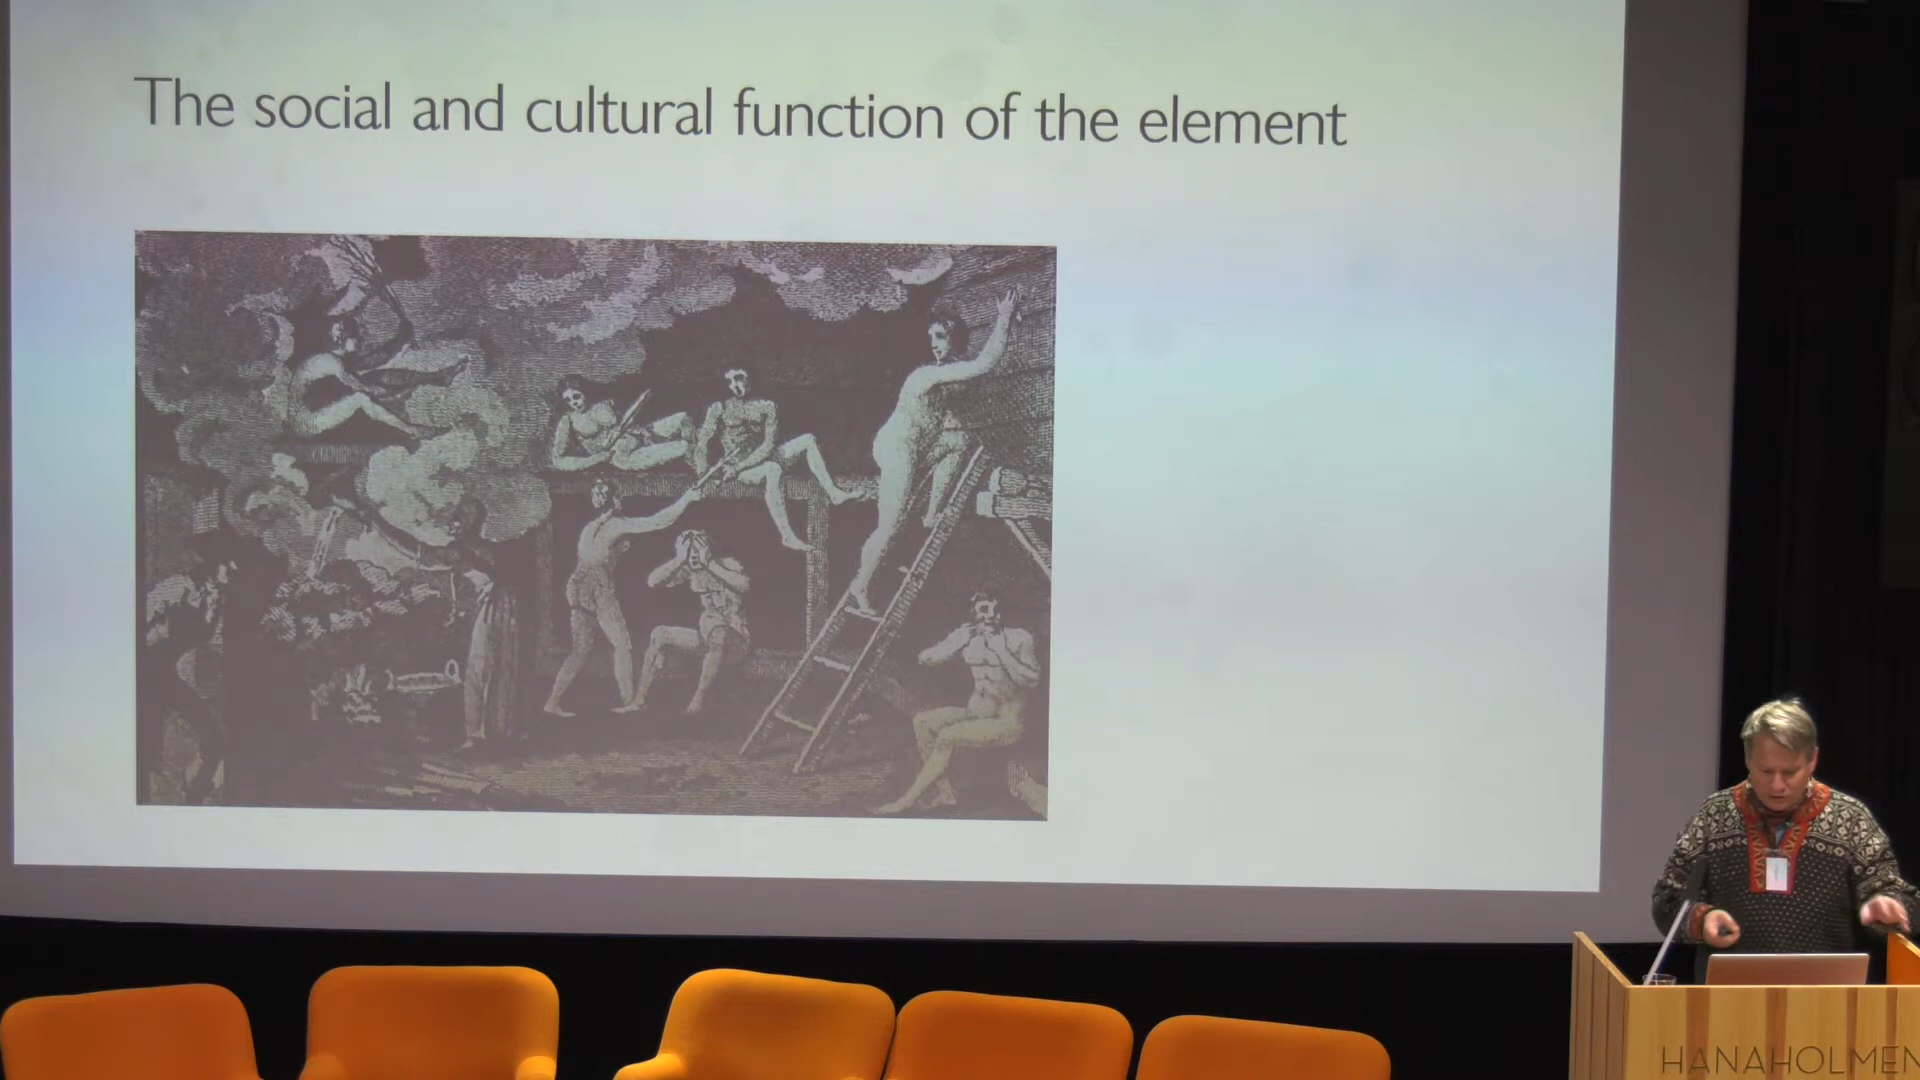 The social and cultural function of the element
HANAHOLMEN